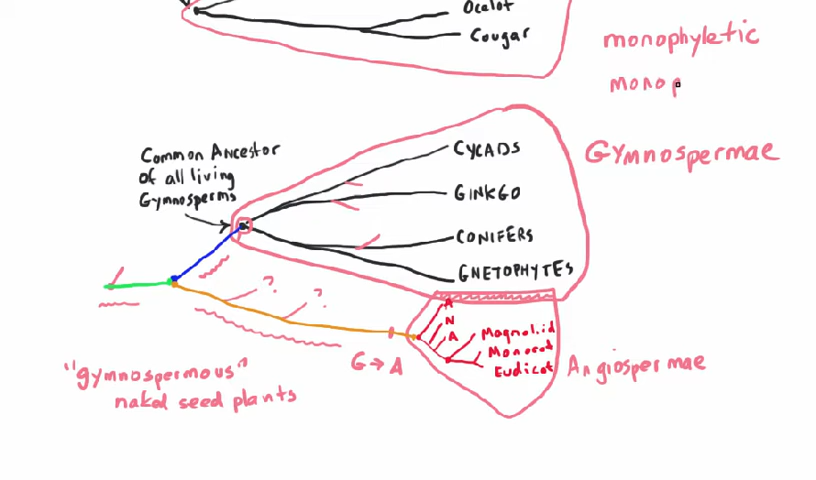 Ocelot
Cougar
monophyletic
monop
Common Ancestor
of all living
Gymnosperms
CYCADS
GINKGO
CONIFERS
GNETOPHYTES
Gymnospermae
?
?
A
N
A
Magnoliid
Monocot
Eudicot
G→A
Angiospermae
"gymnospermous"
naked seed plants